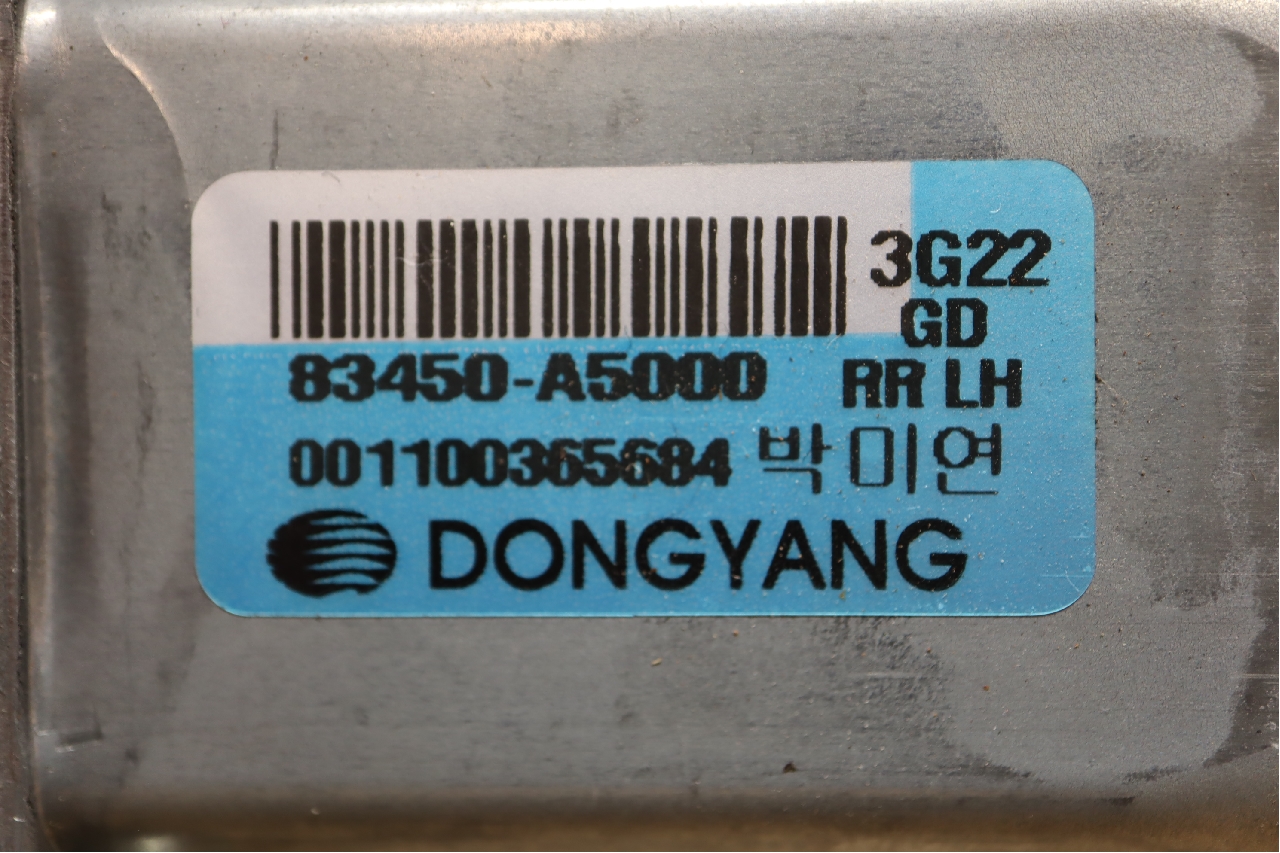 3G22
GD
83450-A5000 RR LH
001100365684 박미연
DONGYANG